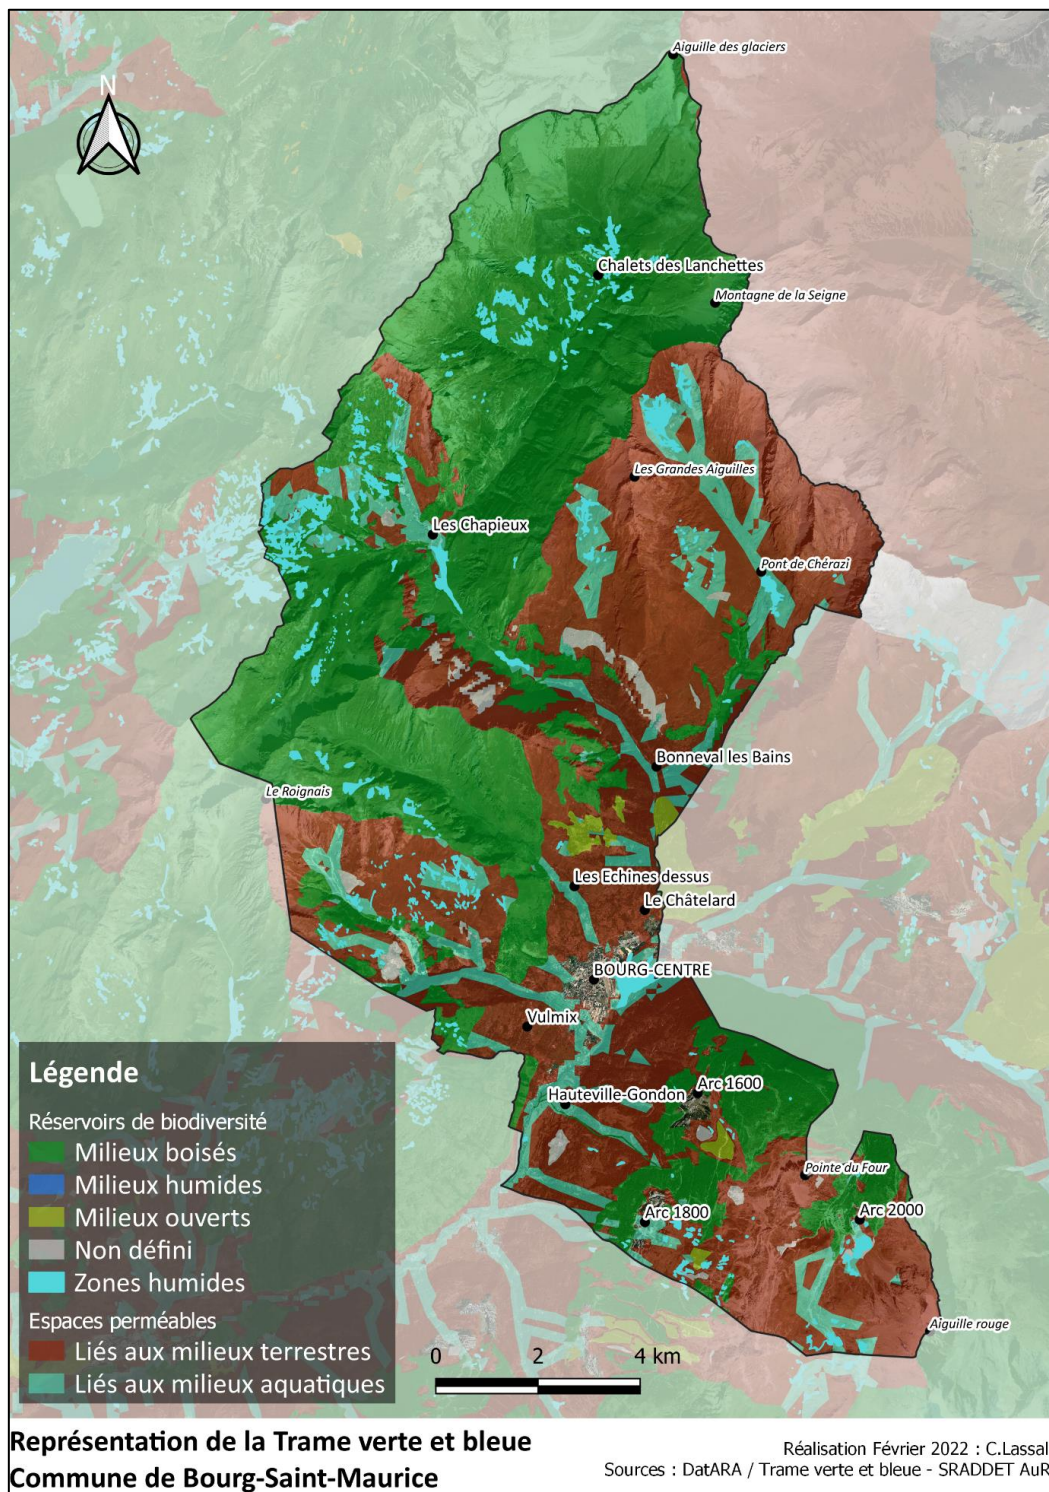 Aiguille des glaciers
N
Chalets des Lanchettes
Montagne de la Seigne
Les Grandes Aiguilles
Les Chapieux
Pont de Chérazi
Bonneval les Bains
Le Roignais
Les Echines dessus
Le Châtelard
BOURG-CENTRE
Vulmix
Arc 1600
Hauteville-Gondon
Pointe du Four
Arc 1800
Arc 2000
Aiguille rouge
Légende
Réservoirs de biodiversité
Milieux boisés
Milieux humides
Milieux ouverts
Non défini
Zones humides
Espaces perméables
Liés aux milieux terrestres
Liés aux milieux aquatiques
0 2 4 km
Représentation de la Trame verte et bleue
Commune de Bourg-Saint-Maurice
Réalisation Février 2022 : C.Lassal
Sources : DatARA / Trame verte et bleue - SRADDET AuR